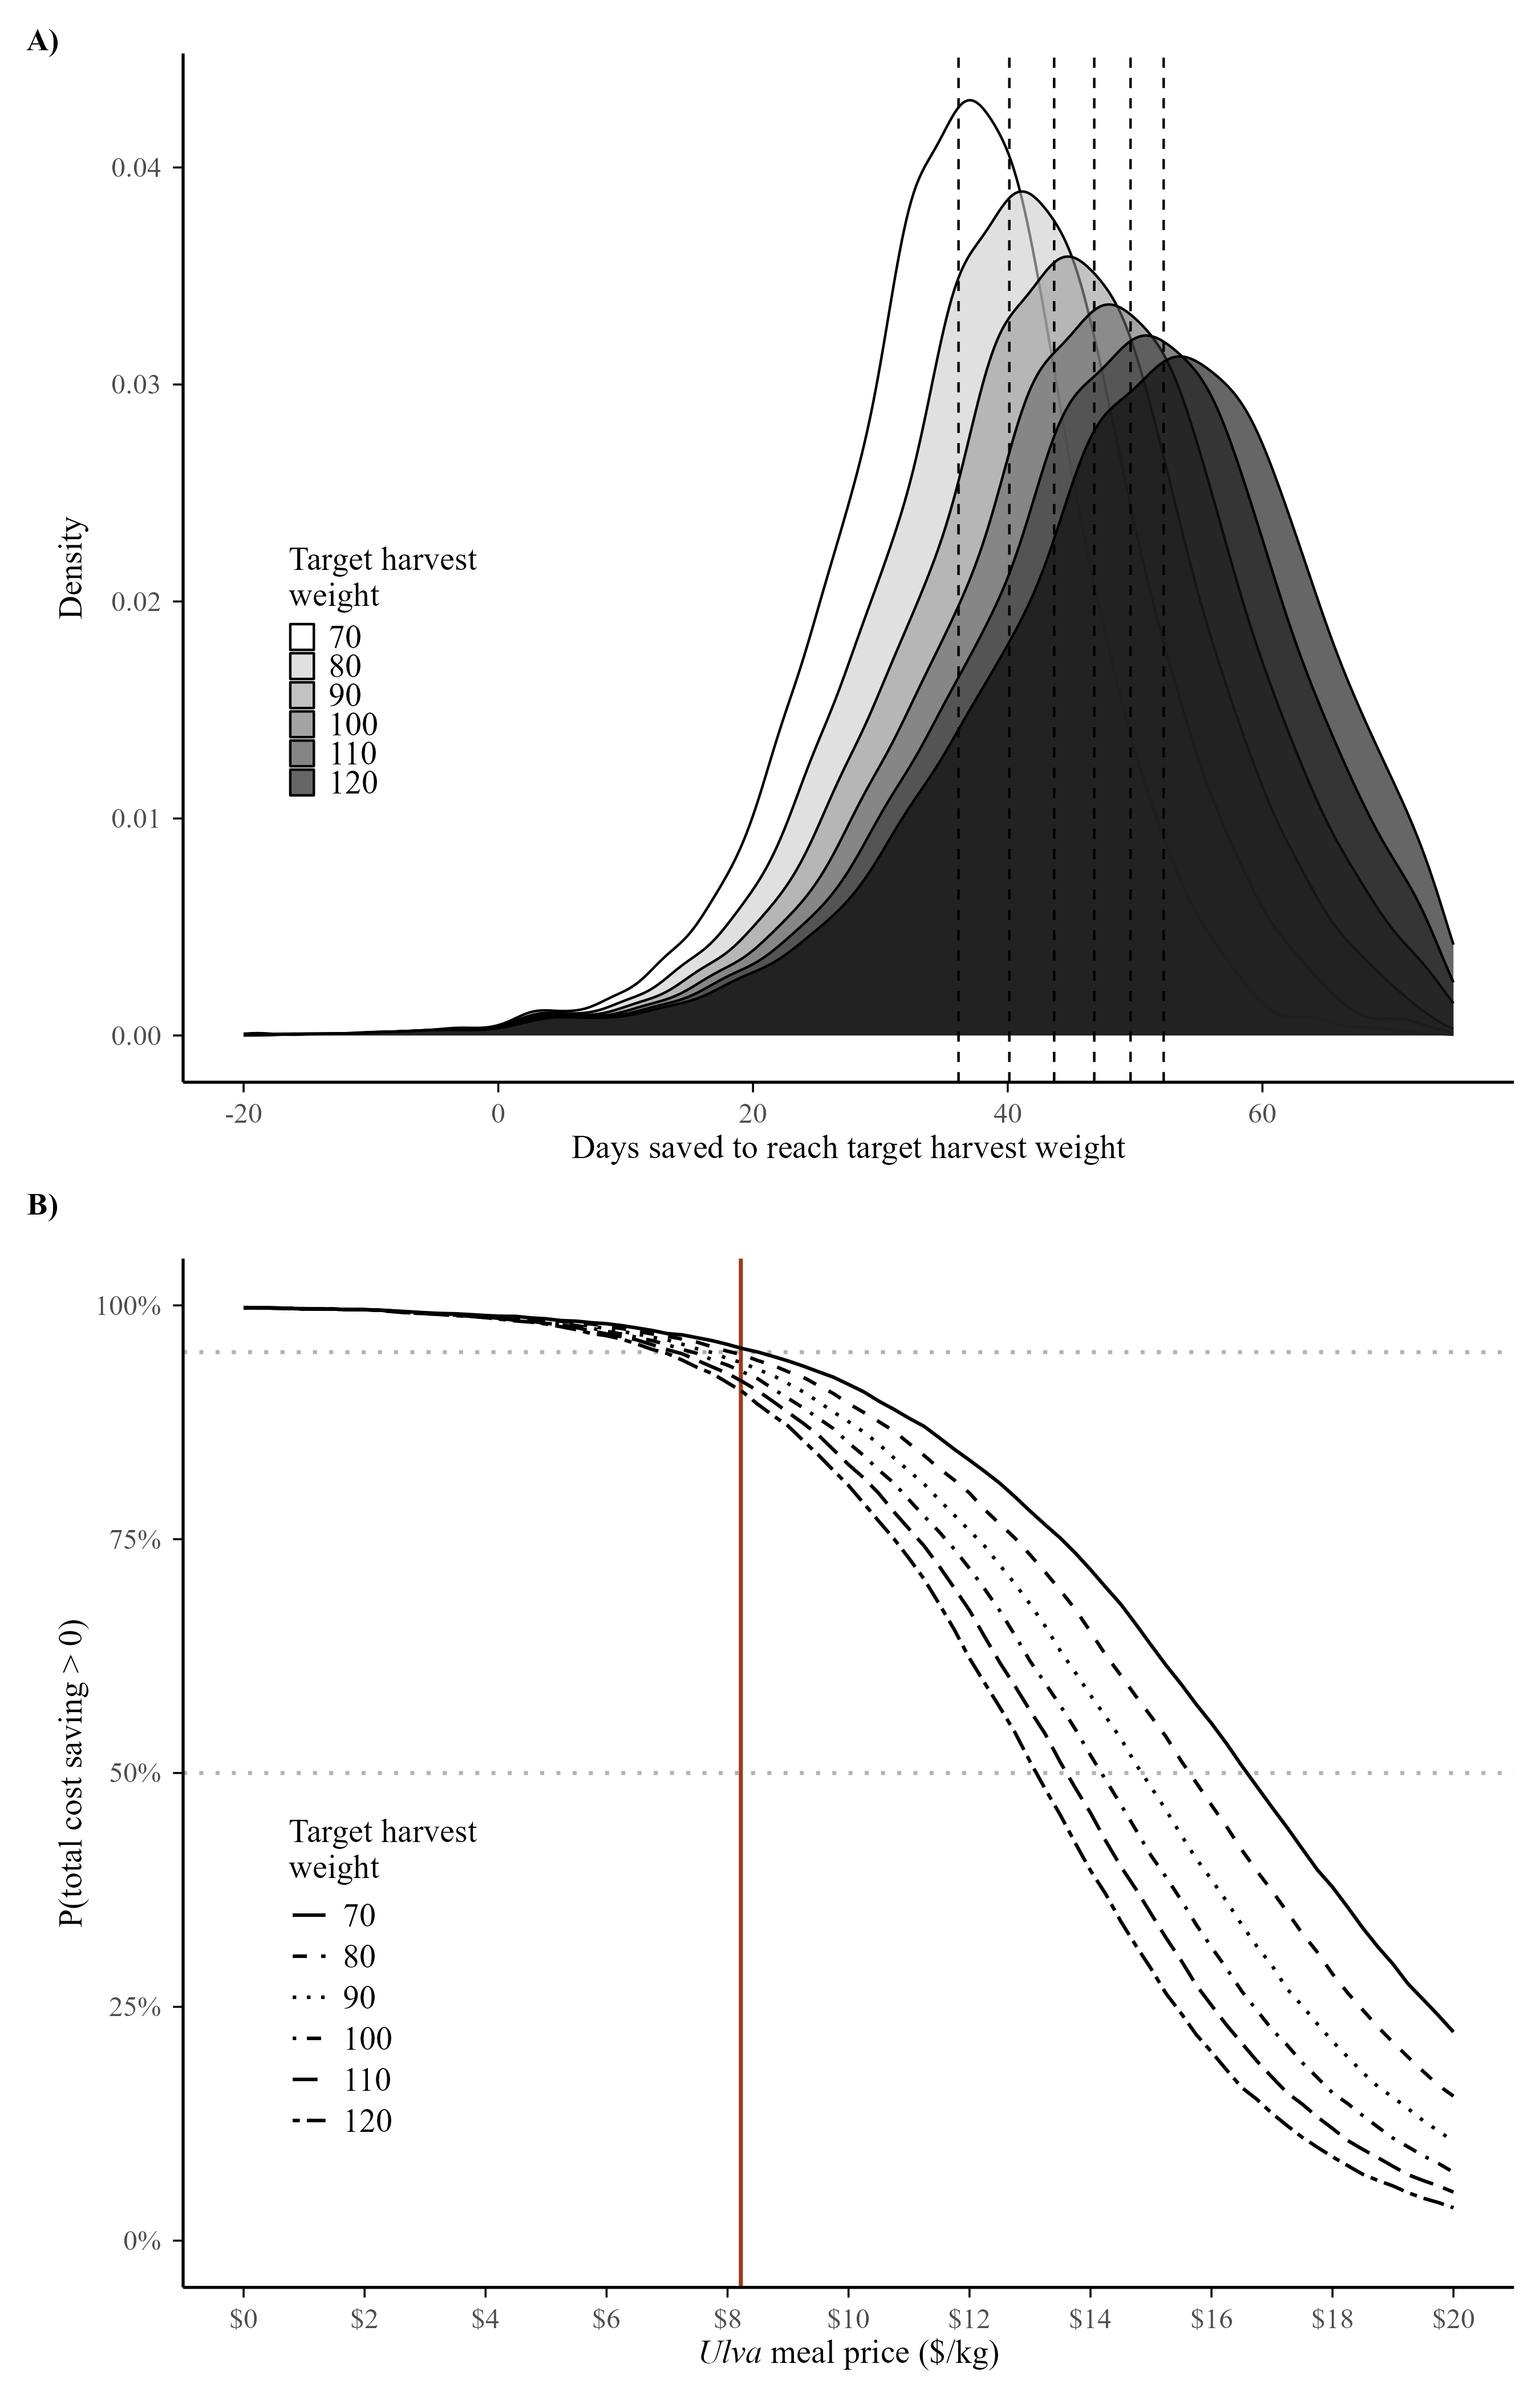 A)
0.04
0.03
0.02
0.01
0.00
Density
Target harvest
weight
70
80
90
100
110
120
-20 0 20 40 60
Days saved to reach target harvest weight
B)
100%
75%
50%
25%
0%
P(total cost saving > 0)
Target harvest
weight
70
80
90
100
110
120
$0 $2 $4 $6 $8 $10 $12 $14 $16 $18 $20
Ulva meal price ($/kg)